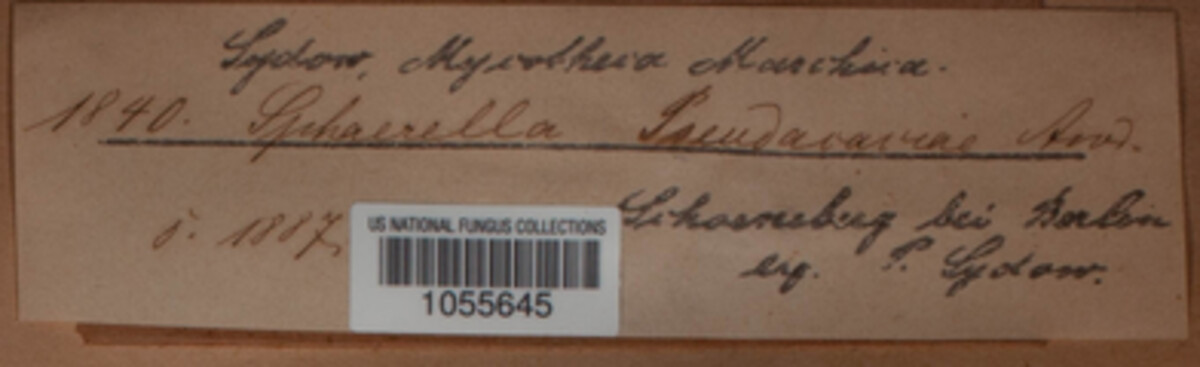 Sydow, Mycotheca Marchica.
1840. Sphaerella Pseudacaciae Awd.
5. 1887.
US NATIONAL FUNGUS COLLECTIONS
1055645
Schoeneberg bei Berlin
leg. P. Sydow.